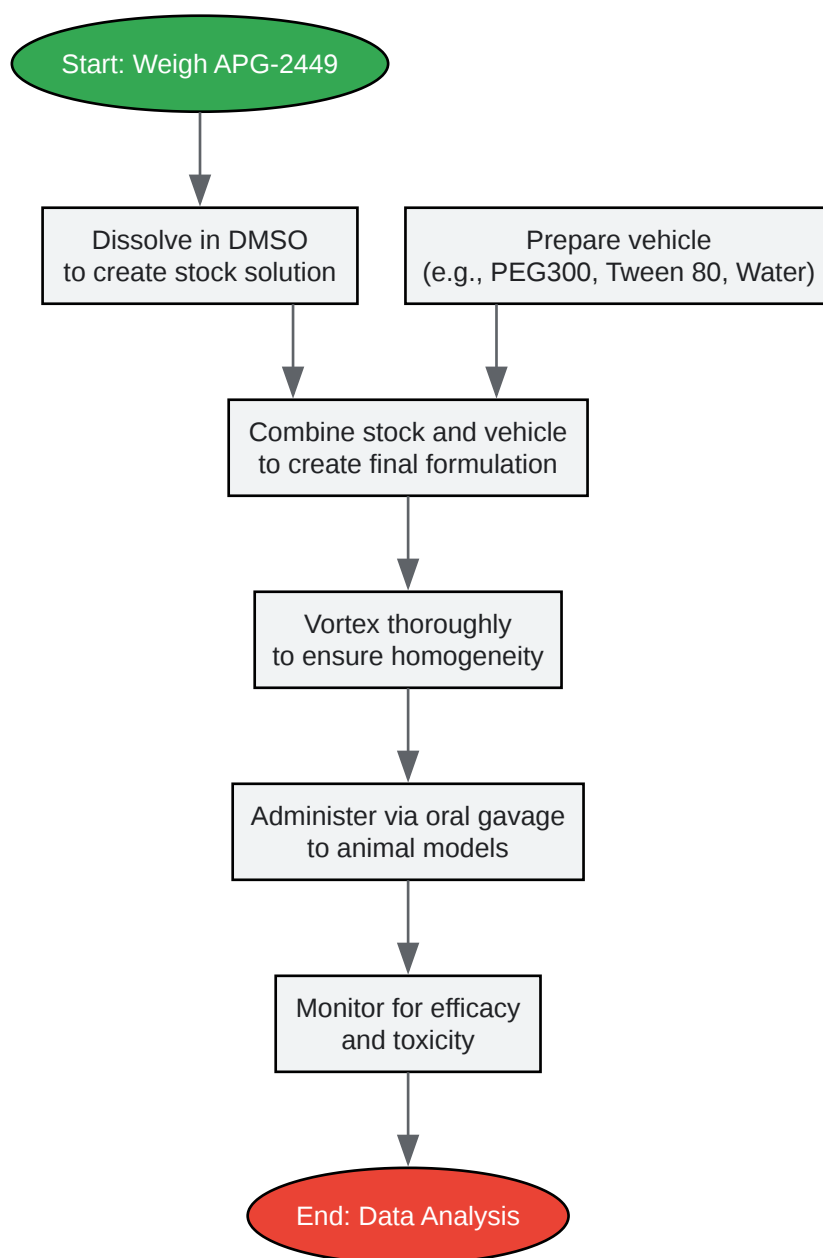 Start: Weigh APG-2449
Dissolve in DMSO
to create stock solution
Prepare vehicle
(e.g., PEG300, Tween 80, Water)
Combine stock and vehicle
to create final formulation
Vortex thoroughly
to ensure homogeneity
Administer via oral gavage
to animal models
Monitor for efficacy
and toxicity
End: Data Analysis